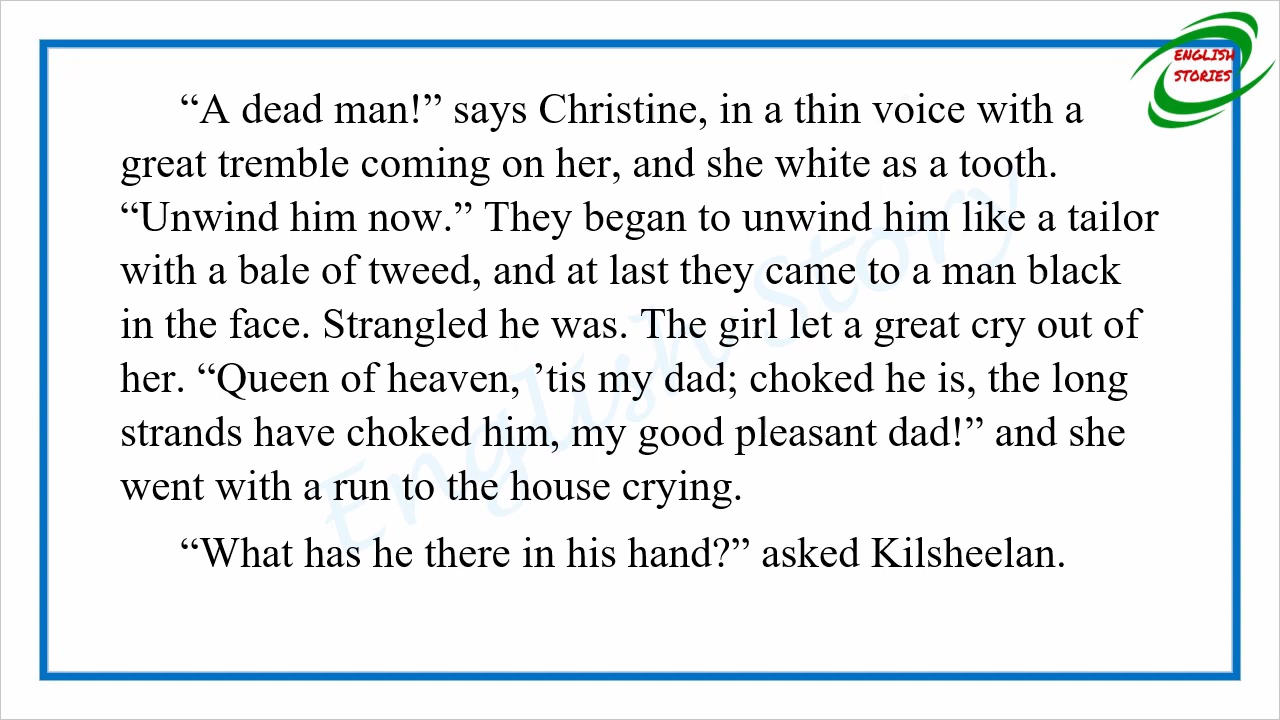 ENGLISH
STORIES
“A dead man!” says Christine, in a thin voice with a
great tremble coming on her, and she white as a tooth.
“Unwind him now.” They began to unwind him like a tailor
with a bale of tweed, and at last they came to a man black
in the face. Strangled he was. The girl let a great cry out of
her. “Queen of heaven, ’tis my dad; choked he is, the long
strands have choked him, my good pleasant dad!” and she
went with a run to the house crying.
“What has he there in his hand?” asked Kilsheelan.
English Story